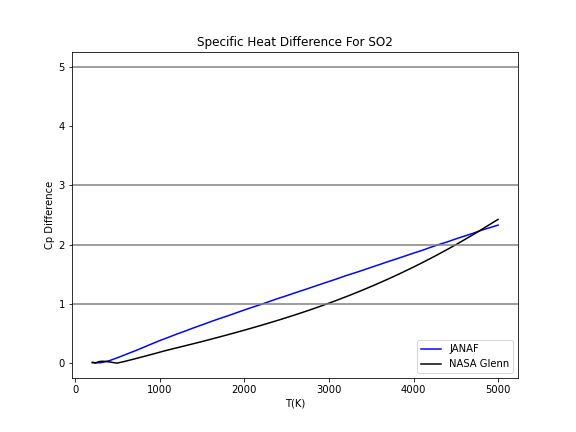 Specific Heat Difference For SO2
5
4
3
2
1
0
Cp Difference
0 1000 2000 3000 4000 5000
T(K)
JANAF
NASA Glenn